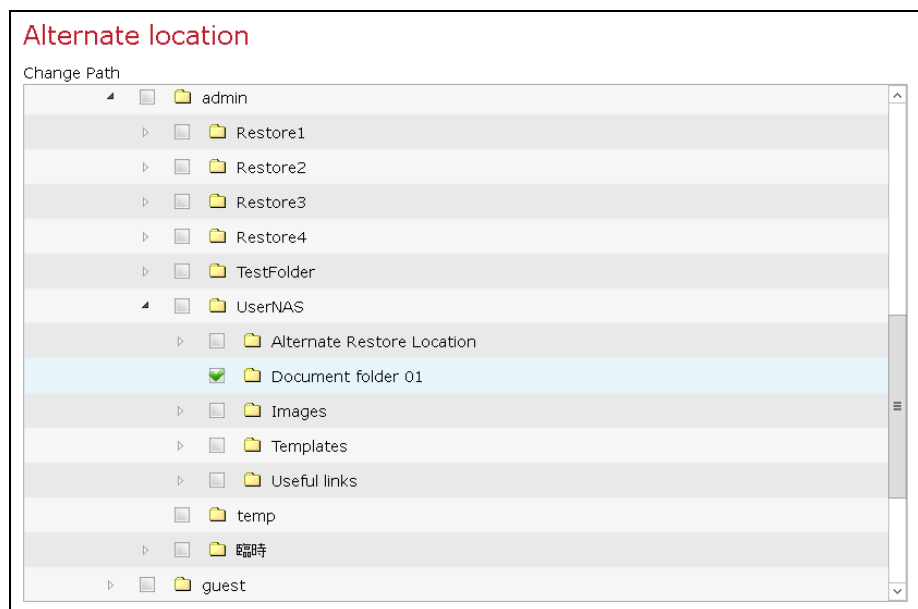 Alternate location
Change Path
admin
Restore1
Restore2
Restore3
Restore4
TestFolder
UserNAS
Alternate Restore Location
Document folder 01
Images
Templates
Useful links
temp
臨時
guest